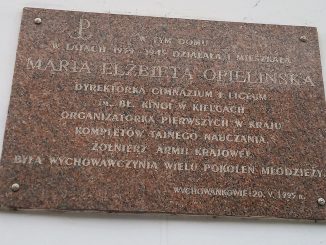 W TYM DOMU
W LATACH 1939-1945 DZIAŁAŁA I MIESZKAŁA
MARIA ELŻBIETA OPIELIŃSKA
DYREKTORKA GIMNAZJUM I LICEUM
IM. BŁ. KINGI W KIELCACH
ORGANIZATORKA PIERWSZYCH W KRAJU
KOMPLETÓW TAJNEGO NAUCZANIA,
ŻOŁNIERZ ARMII KRAJOWEJ,
BYŁA WYCHOWAWCZYNIĄ WIELU POKOLEŃ MŁODZIEŻY
WYCHOWANKOWIE 20.V.1995 R.